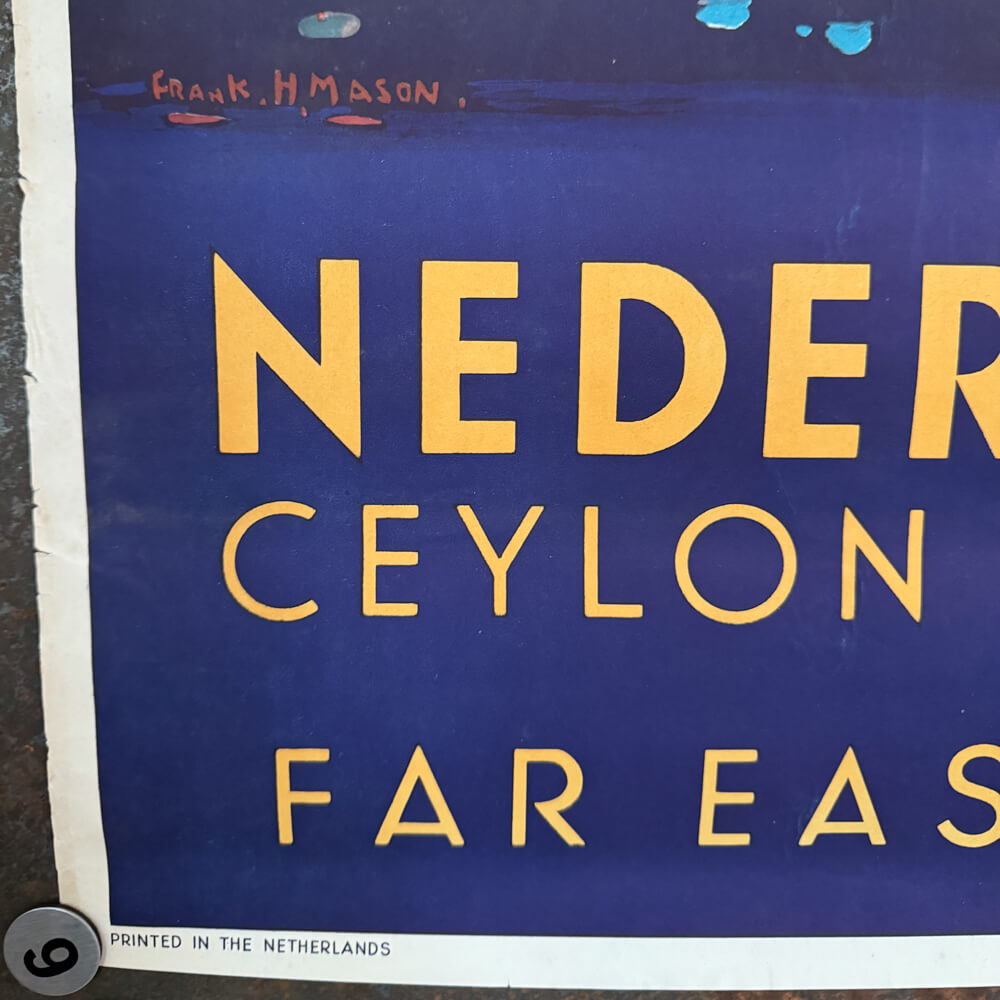 FRANK.H.MASON.
NEDER
CEYLON
FAR EAS
PRINTED IN THE NETHERLANDS
9